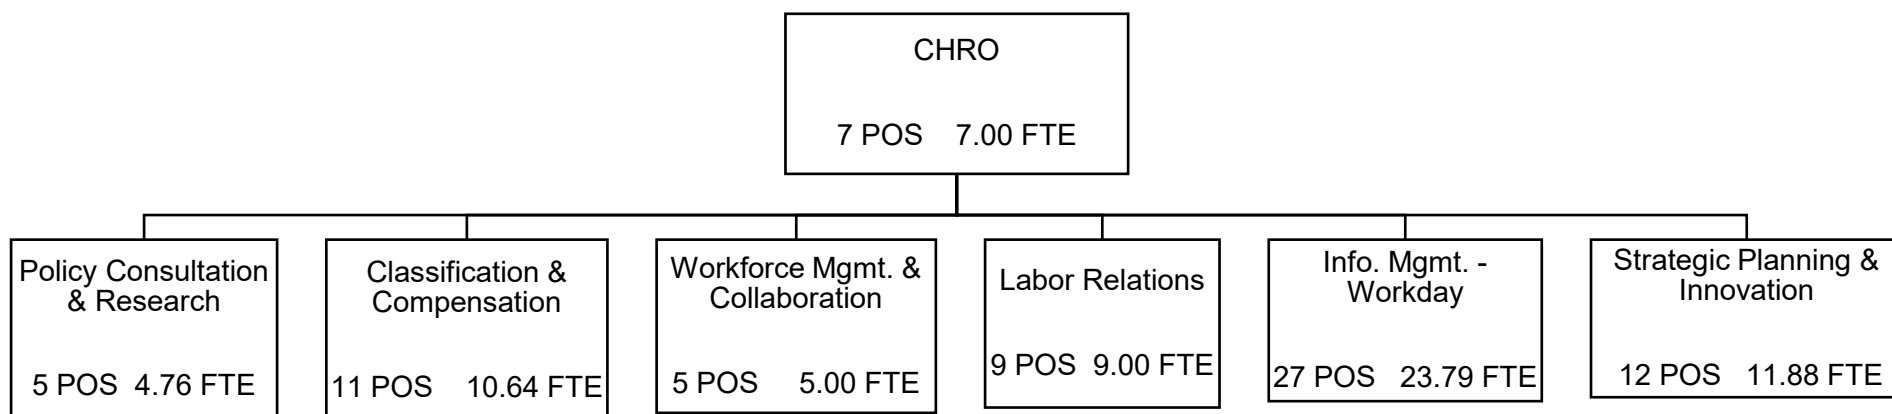 CHRO
7 POS 7.00 FTE
Policy Consultation
& Research
5 POS 4.76 FTE
Classification &
Compensation
11 POS 10.64 FTE
Workforce Mgmt. &
Collaboration
5 POS 5.00 FTE
Labor Relations
9 POS 9.00 FTE
Info. Mgmt. -
Workday
27 POS 23.79 FTE
Strategic Planning &
Innovation
12 POS 11.88 FTE